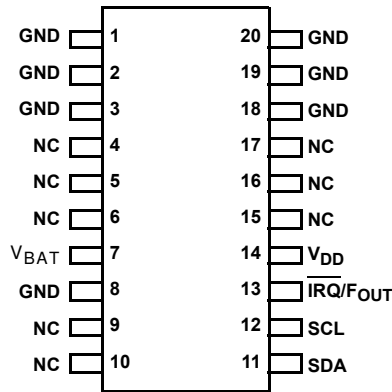 GND 1 20 GND
GND 2 19 GND
GND 3 18 GND
NC 4 17 NC
NC 5 16 NC
NC 6 15 NC
VBAT 7 14 VDD
GND 8 13 IRQ/FOUT
NC 9 12 SCL
NC 10 11 SDA